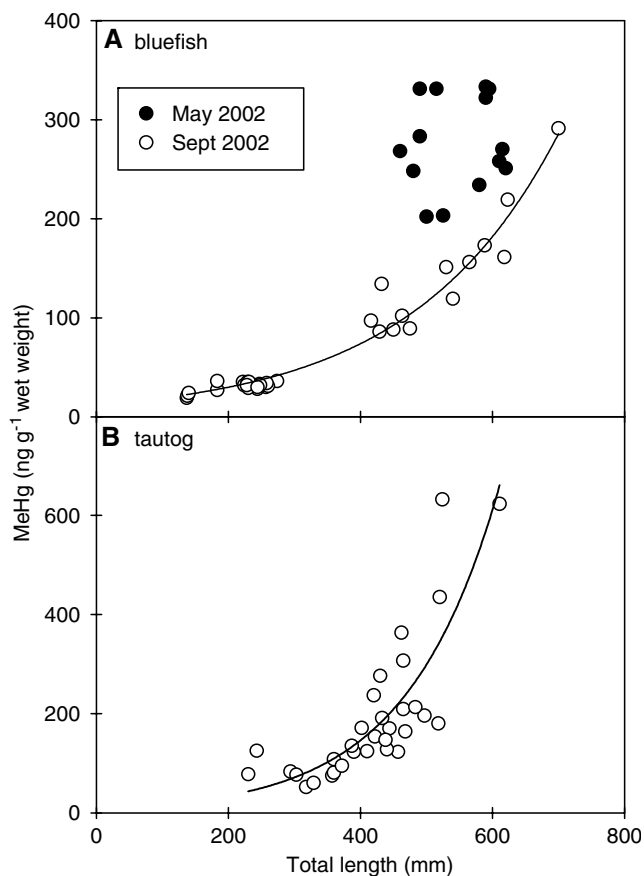 400
A bluefish
May 2002
Sept 2002
300
200
100
0
MeHg (ng g⁻¹ wet weight)
B tautog
600
400
200
0
0 200 400 600 800
Total length (mm)